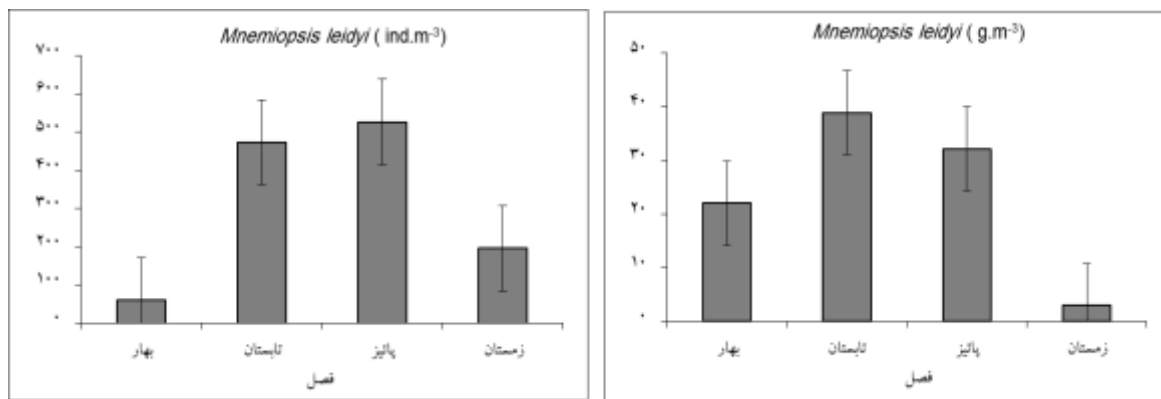 Mnemiopsis leidyi ( ind.m⁻³)
۷۰۰
۶۰۰
۵۰۰
۴۰۰
۳۰۰
۲۰۰
۱۰۰
۰
بهار
تابستان
پائیز
زمستان
فصل
Mnemiopsis leidyi ( g.m⁻³)
۵۰
۴۰
۳۰
۲۰
۱۰
۰
بهار
تابستان
پائیز
زمستان
فصل